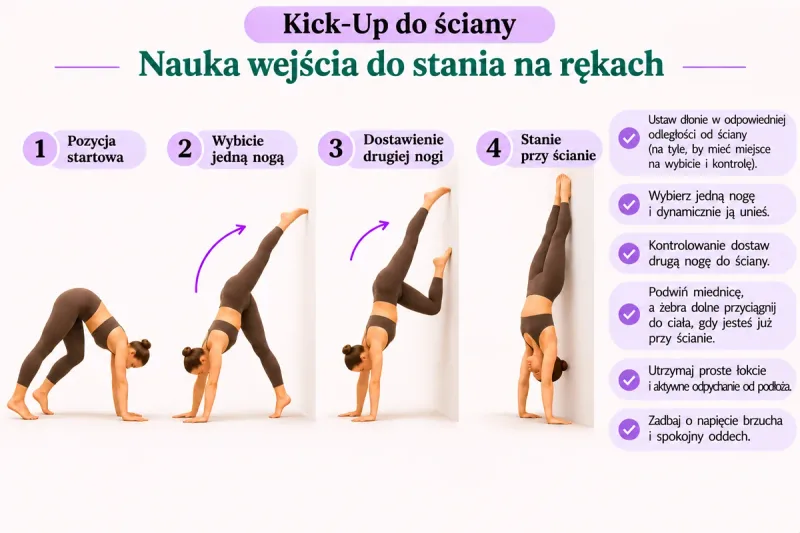 Kick-Up do ściany
Nauka wejścia do stania na rękach
1 Pozycja
startowa
2 Wybicie
jedną nogą
3 Dostawienie
drugiej nogi
4 Stanie
przy ścianie
Ustaw dłonie w odpowiedniej
odległości od ściany
(na tyle, by mieć miejsce
na wybicie i kontrolę).
Wybierz jedną nogę
i dynamicznie ją unieś.
Kontrolowanie dostaw
drugą nogę do ściany.
Podwiń miednicę,
a żebra dolne przyciągnij
do ciała, gdy jesteś już
przy ścianie.
Utrzymaj proste łokcie
i aktywne odpychanie od podłoża.
Zadbaj o napięcie brzucha
i spokojny oddech.